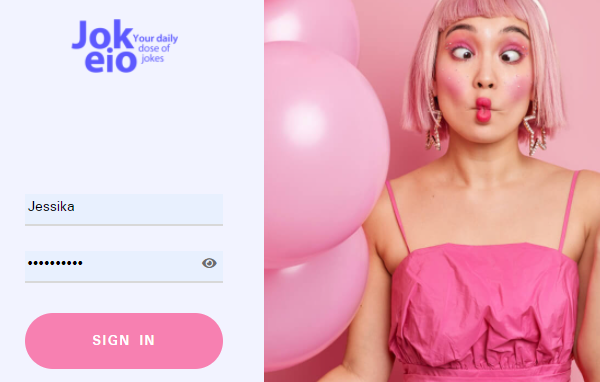 Jok
eio
Your daily
dose of
jokes
Jessika
••••••••••
SIGN IN